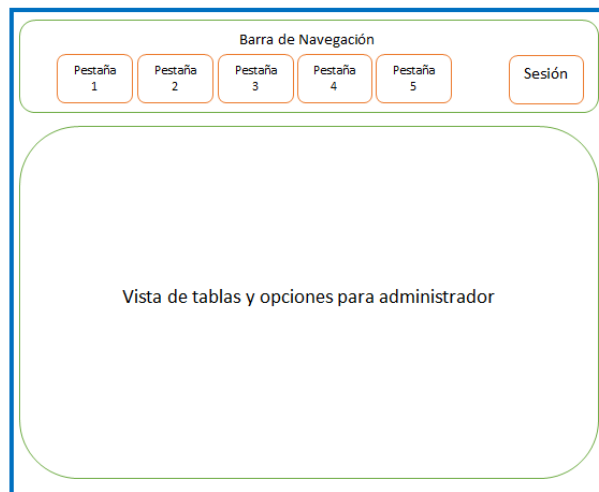 Barra de Navegación
Pestaña
1
Pestaña
2
Pestaña
3
Pestaña
4
Pestaña
5
Sesión
Vista de tablas y opciones para administrador